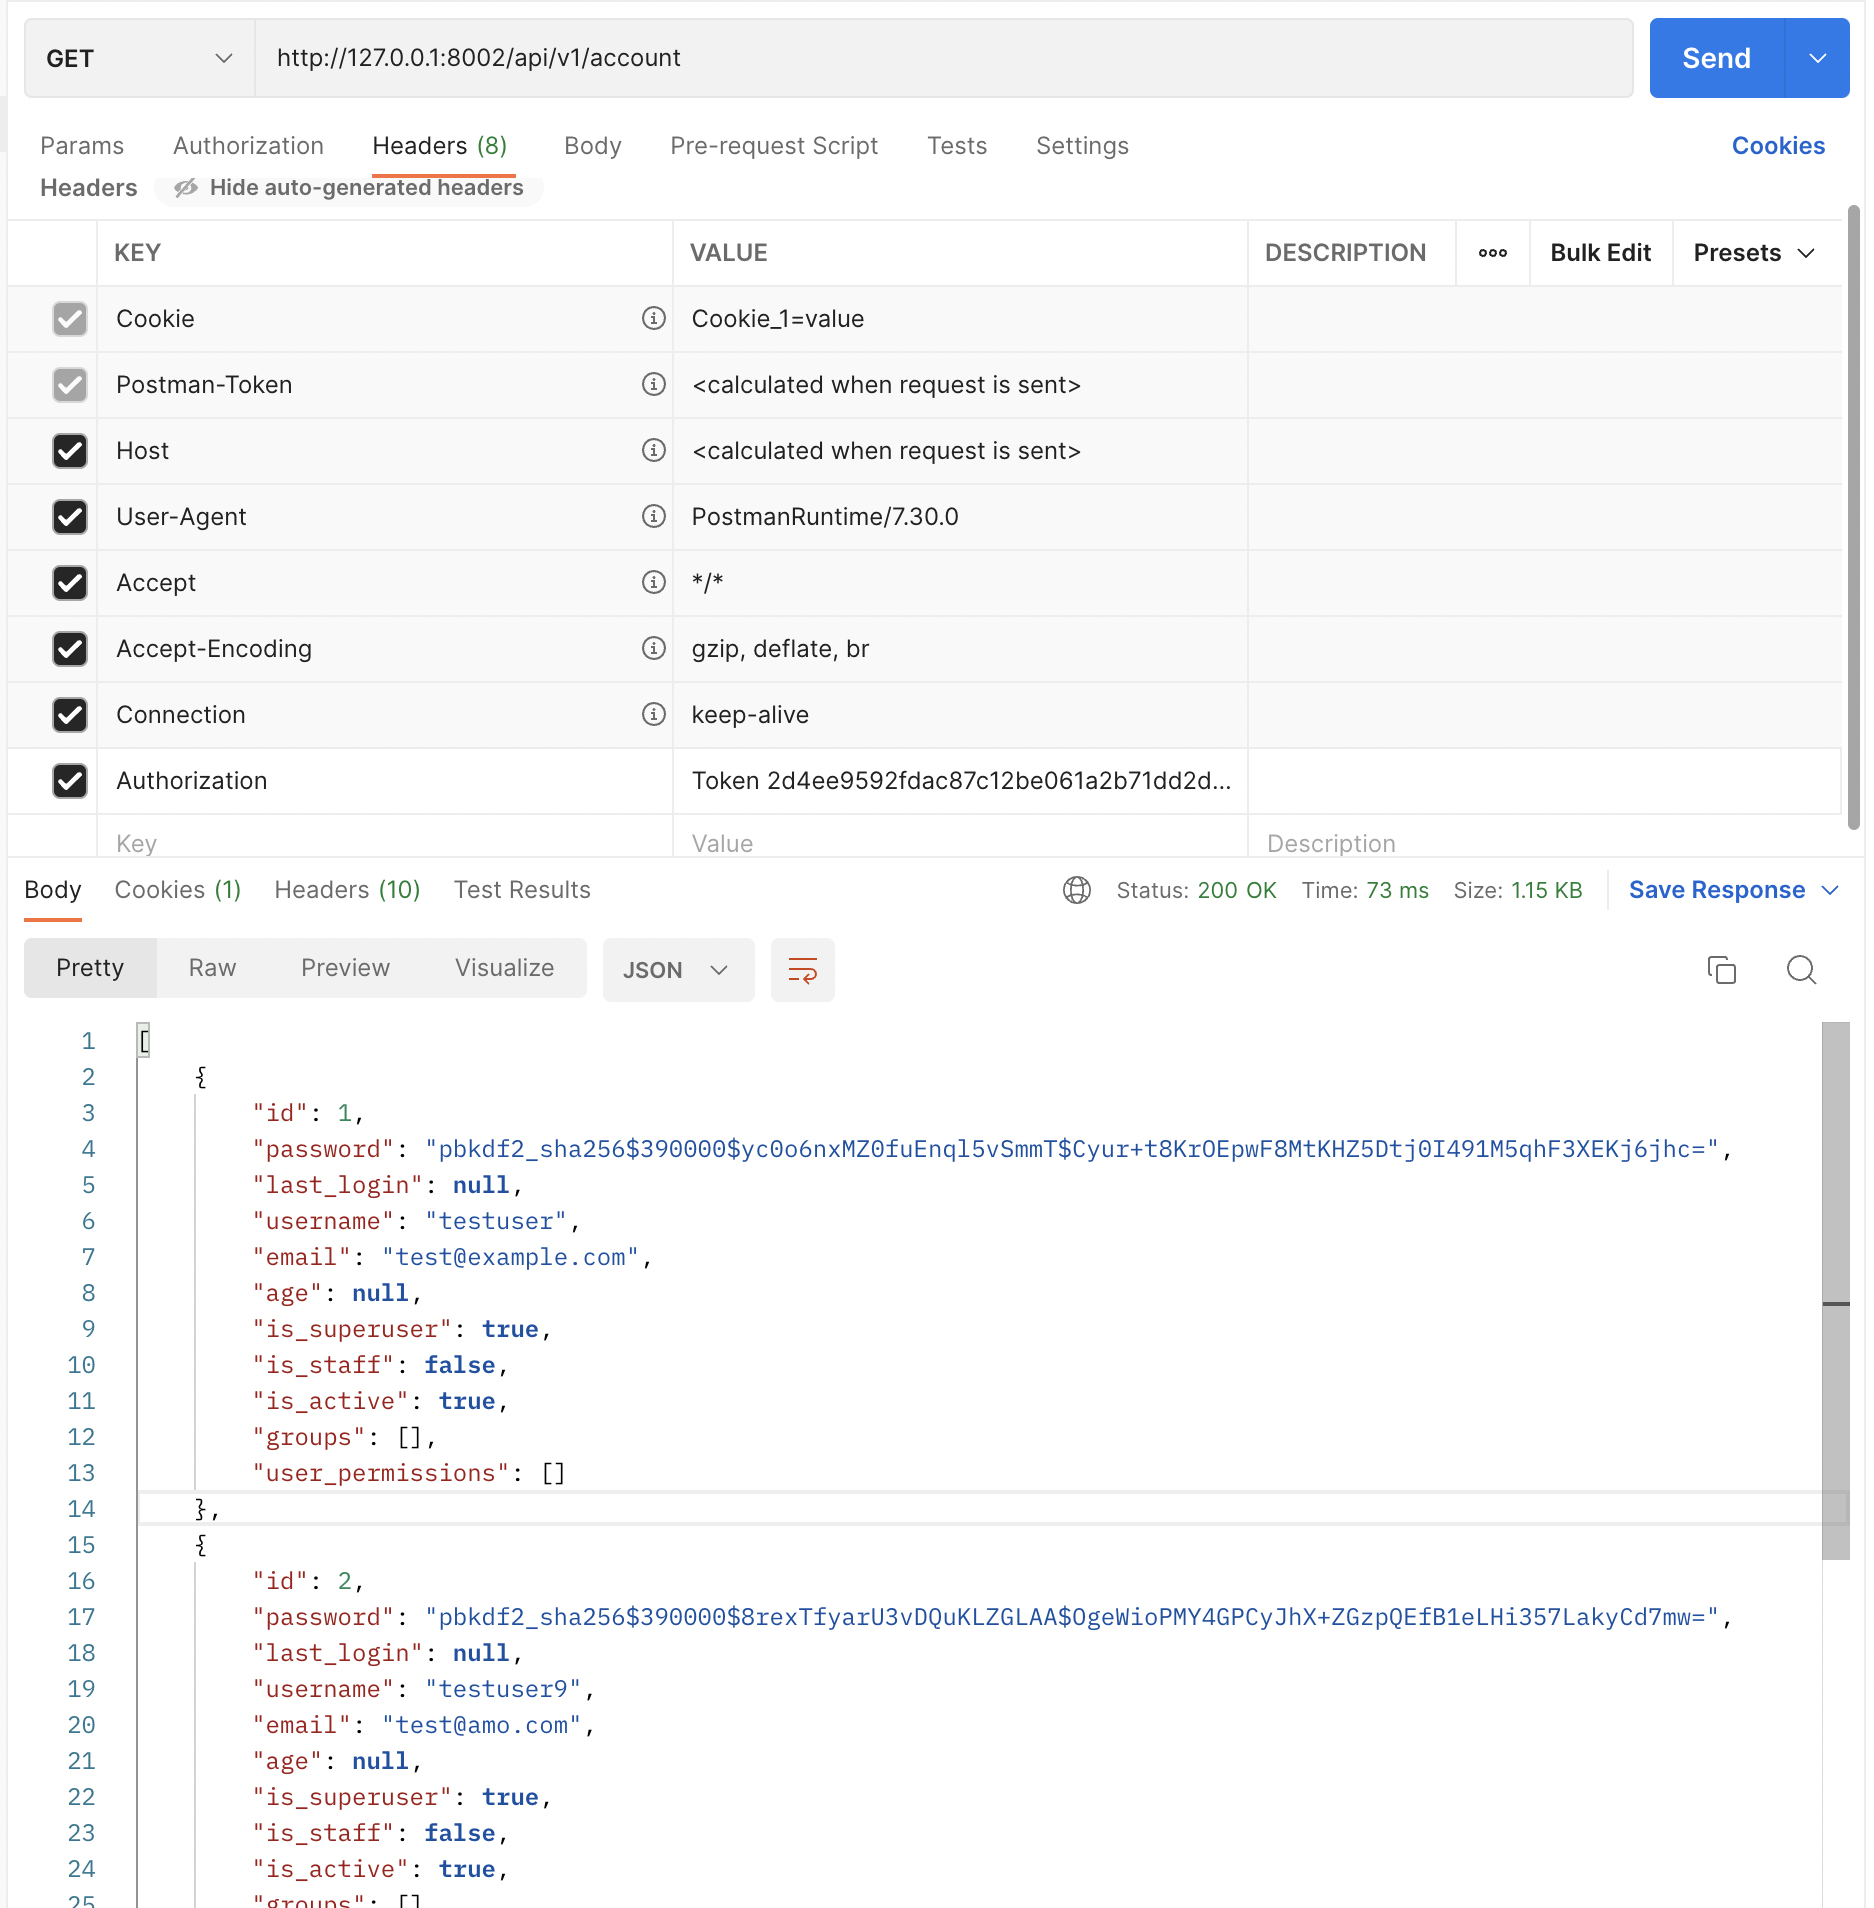 GET http://127.0.0.1:8002/api/v1/account Send
Params Authorization Headers (8) Body Pre-request Script Tests Settings Cookies
Headers Hide auto-generated headers
KEY VALUE DESCRIPTION ooo Bulk Edit Presets
Cookie Cookie_1=value
Postman-Token <calculated when request is sent>
Host <calculated when request is sent>
User-Agent PostmanRuntime/7.30.0
Accept */*
Accept-Encoding gzip, deflate, br
Connection keep-alive
Authorization Token 2d4ee9592fdac87c12be061a2b71dd2d...
Key Value Description
Body Cookies (1) Headers (10) Test Results Status: 200 OK Time: 73 ms Size: 1.15 KB Save Response
Pretty Raw Preview Visualize JSON
1 [
2 {
3 "id": 1,
4 "password": "pbkdf2_sha256$390000$yc0o6nxMZ0fuEnql5vSmmT$Cyur+t8KrOEpwF8MtKHZ5Dtj0I491M5qhF3XEKj6jhc=",
5 "last_login": null,
6 "username": "testuser",
7 "email": "test@example.com",
8 "age": null,
9 "is_superuser": true,
10 "is_staff": false,
11 "is_active": true,
12 "groups": [],
13 "user_permissions": []
14 },
15 {
16 "id": 2,
17 "password": "pbkdf2_sha256$390000$8rexTfyarU3vDQuKLZGLAA$OgeWioPMY4GPCyJhX+ZGzpQEfB1eLHi357LakyCd7mw=",
18 "last_login": null,
19 "username": "testuser9",
20 "email": "test@amo.com",
21 "age": null,
22 "is_superuser": true,
23 "is_staff": false,
24 "is_active": true,
25 "groups": []